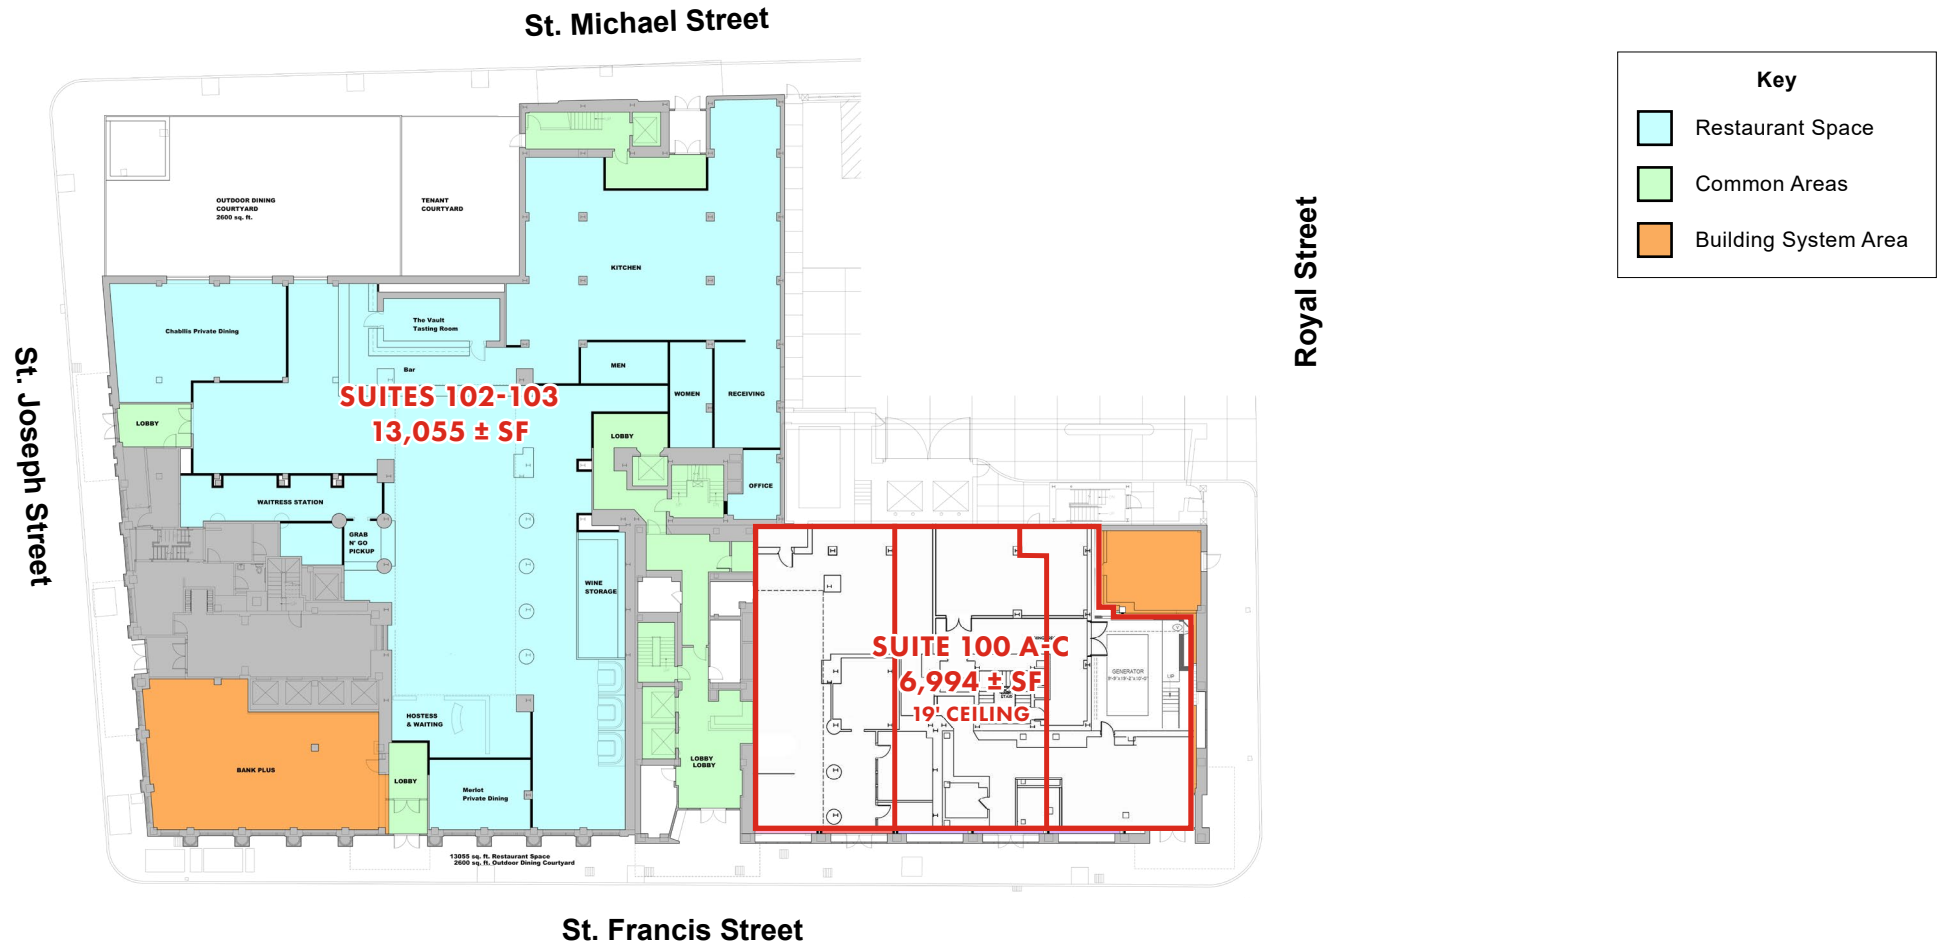 St. Michael Street
Key
Restaurant Space
Common Areas
Building System Area
Royal Street
St. Joseph Street
OUTDOOR DINING
COURTYARD
2600 sq. ft.
TENANT
COURTYARD
KITCHEN
Chabllis Private Dining
The Vault
Tasting Room
Bar
MEN
WOMEN
RECEIVING
SUITES 102-103
13,055 ± SF
LOBBY
LOBBY
OFFICE
WAITRESS STATION
GRAB
N' GO
PICKUP
WINE
STORAGE
SUITE 100 A-C
6,994 ± SF
19' CEILING
GENERATOR
UP
HOSTESS
& WAITING
BANK PLUS
LOBBY
LOBBY
LOBBY
Merlot
Private Dining
13055 sq. ft. Restaurant Space
2600 sq. ft. Outdoor Dining Courtyard
St. Francis Street